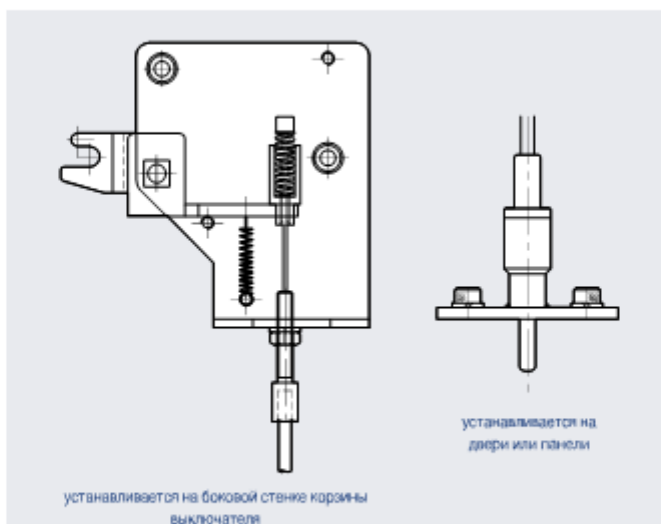 устанавливается на
двери или панели
устанавливается на боковой стенке корзины
выключателя